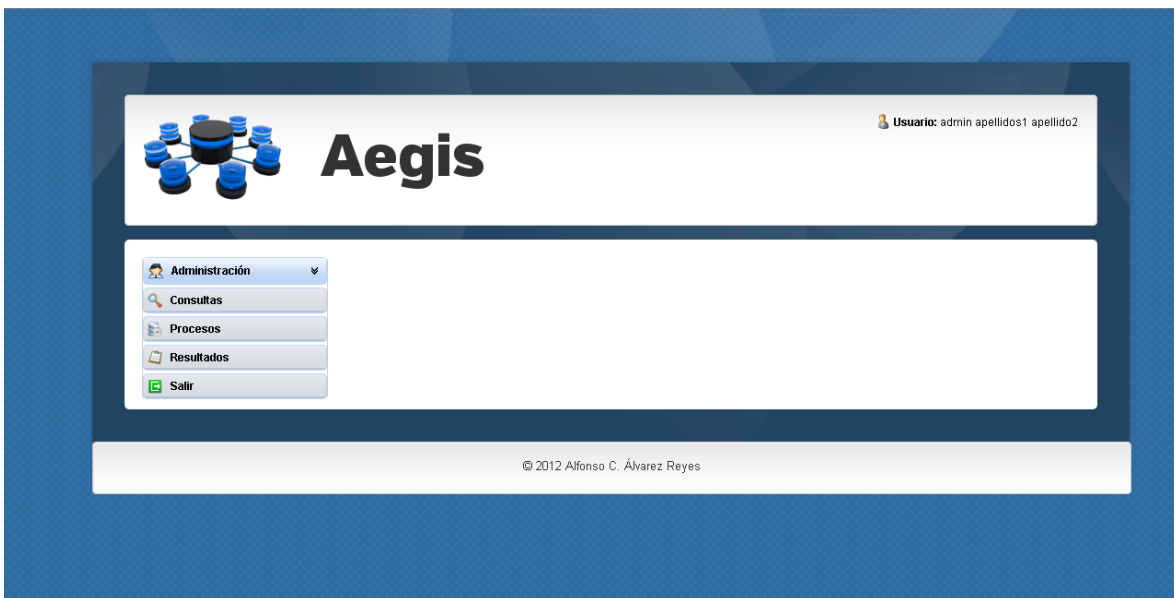 Usuario: admin apellidos1 apellido2
Aegis
Administración
Consultas
Procesos
Resultados
Salir
© 2012 Alfonso C. Álvarez Reyes